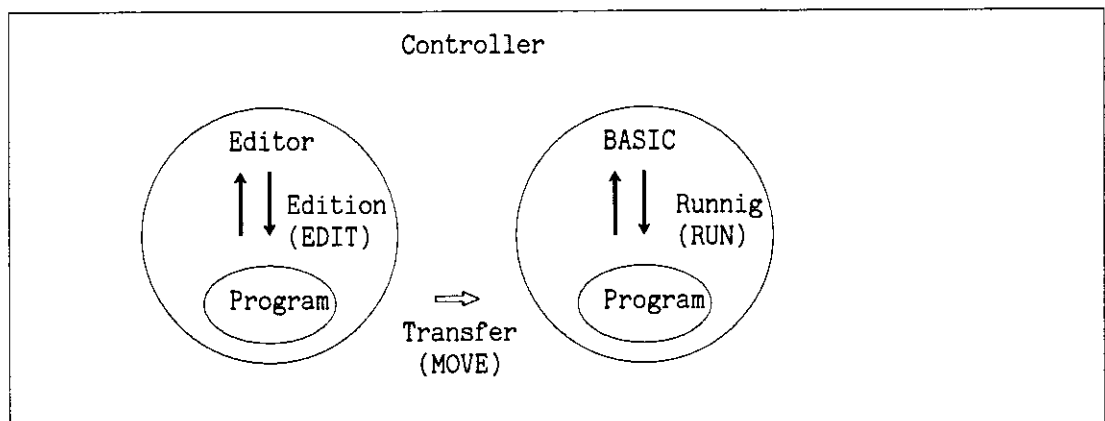 Controller
Editor
Edition
(EDIT)
Program
Transfer
(MOVE)
BASIC
Runnig
(RUN)
Program